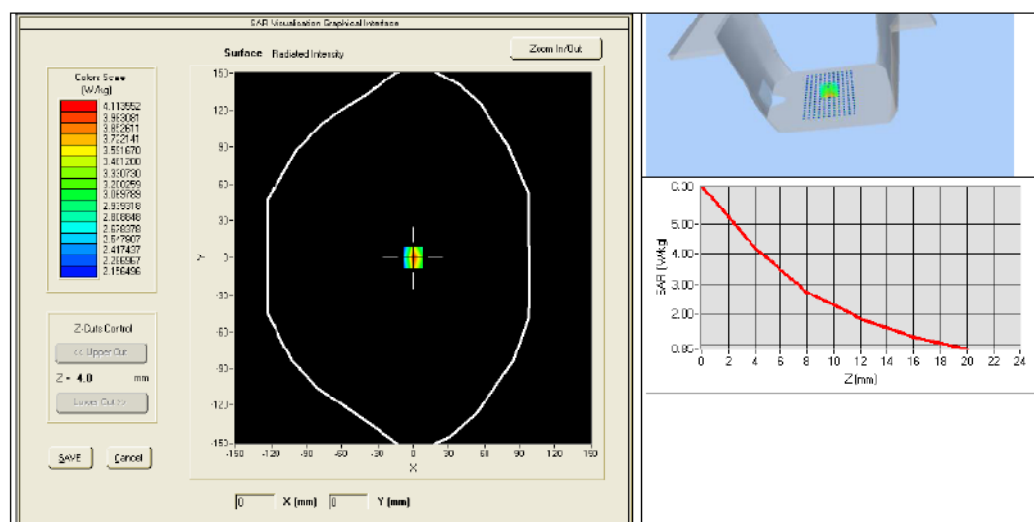 SAR Visualisation Graphical Interface
Surface Radiated Intensity
Zoom In/Out
Colors Scale
(W/kg)
4.113552
3.983081
3.852611
3.722141
3.591670
3.461200
3.330730
3.200259
3.069789
2.939318
2.808848
2.678378
2.547907
2.417437
2.286967
2.156496
Z-Cuts Control
<< Upper Cut
Z = 4.0 mm
Lower Cut >>
SAVE
Cancel
150
120
90
60
30
0
-30
-60
-90
-120
-150
Y
-150 -120 -90 -60 -30 0 30 60 90 120 150
X
0 X (mm) 0 Y (mm)
5.00
4.00
3.00
2.00
SAR (W/kg)
0 2 4 6 8 10 12 14 16 18 20 22 24
Z (mm)